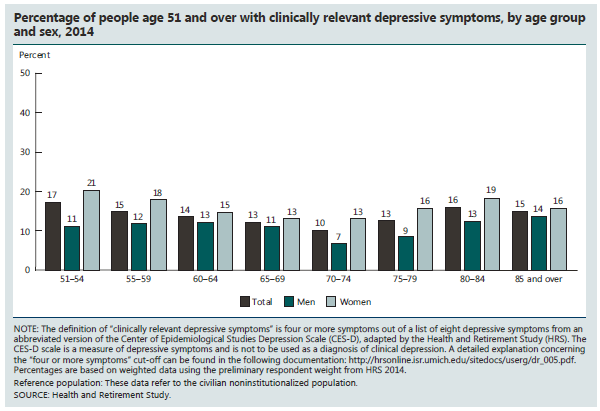 Percentage of people age 51 and over with clinically relevant depressive symptoms, by age group
and sex, 2014
Percent
50
40
30
20
10
0
17
11
21
15
12
18
14
13
15
13
11
13
10
7
13
13
9
16
16
13
19
15
14
16
51–54
55–59
60–64
65–69
70–74
75–79
80–84
85 and over
Total
Men
Women
NOTE: The definition of "clinically relevant depressive symptoms" is four or more symptoms out of a list of eight depressive symptoms from an
abbreviated version of the Center of Epidemiological Studies Depression Scale (CES-D), adapted by the Health and Retirement Study (HRS). The
CES-D scale is a measure of depressive symptoms and is not to be used as a diagnosis of clinical depression. A detailed explanation concerning
the "four or more symptoms" cut-off can be found in the following documentation: http://hrsonline.isr.umich.edu/sitedocs/userg/dr_005.pdf.
Percentages are based on weighted data using the preliminary respondent weight from HRS 2014.
Reference population: These data refer to the civilian noninstitutionalized population.
SOURCE: Health and Retirement Study.